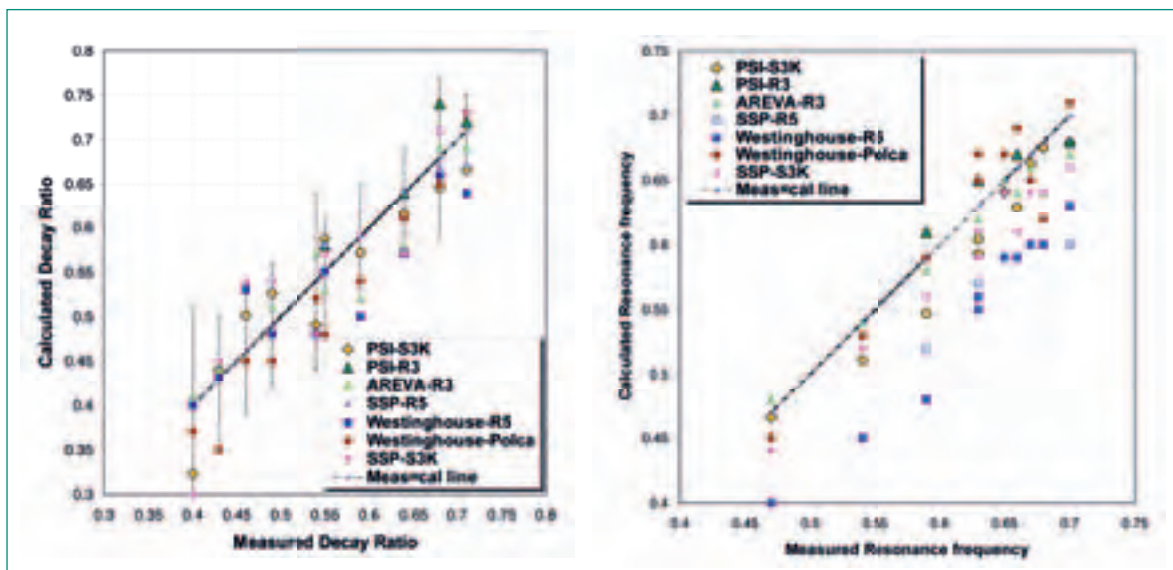 0.8
0.75
0.7
0.65
0.6
0.55
0.5
0.45
0.4
0.35
0.3
Calculated Decay Ratio
PSI-S3K
PSI-R3
AREVA-R3
SSP-R5
Westinghouse-R5
Westinghouse-Polca
SSP-S3K
Meas=cal line
0.3 0.35 0.4 0.45 0.5 0.55 0.6 0.65 0.7 0.75 0.8
Measured Decay Ratio
0.75
0.7
0.65
0.6
0.55
0.5
0.45
0.4
Calculated Resonance frequency
PSI-S3K
PSI-R3
AREVA-R3
SSP-R5
Westinghouse-R5
Westinghouse-Polca
SSP-S3K
Meas=cal line
0.4 0.45 0.5 0.55 0.6 0.65 0.7 0.75
Measured Resonance frequency